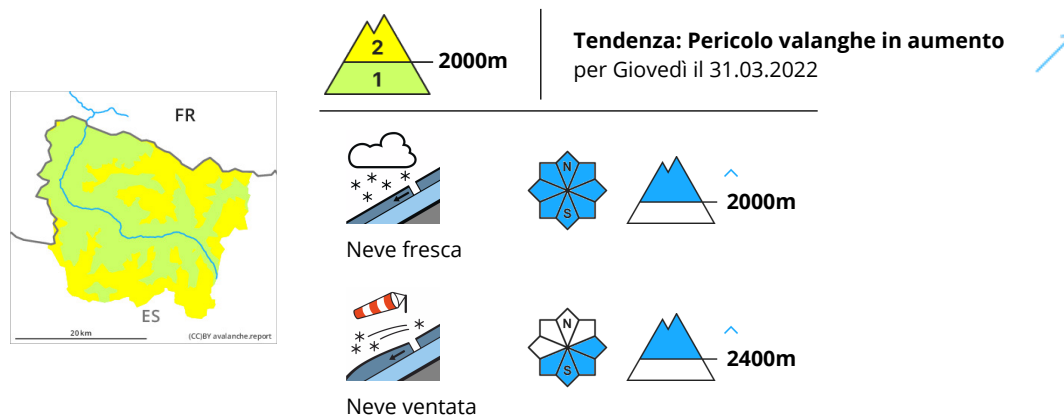 2
1
2000m
Tendenza: Pericolo valanghe in aumento
per Giovedì il 31.03.2022
FR
ES
20 km
(CC)BY avalanche.report
N
S
2000m
Neve fresca
N
S
2400m
Neve ventata